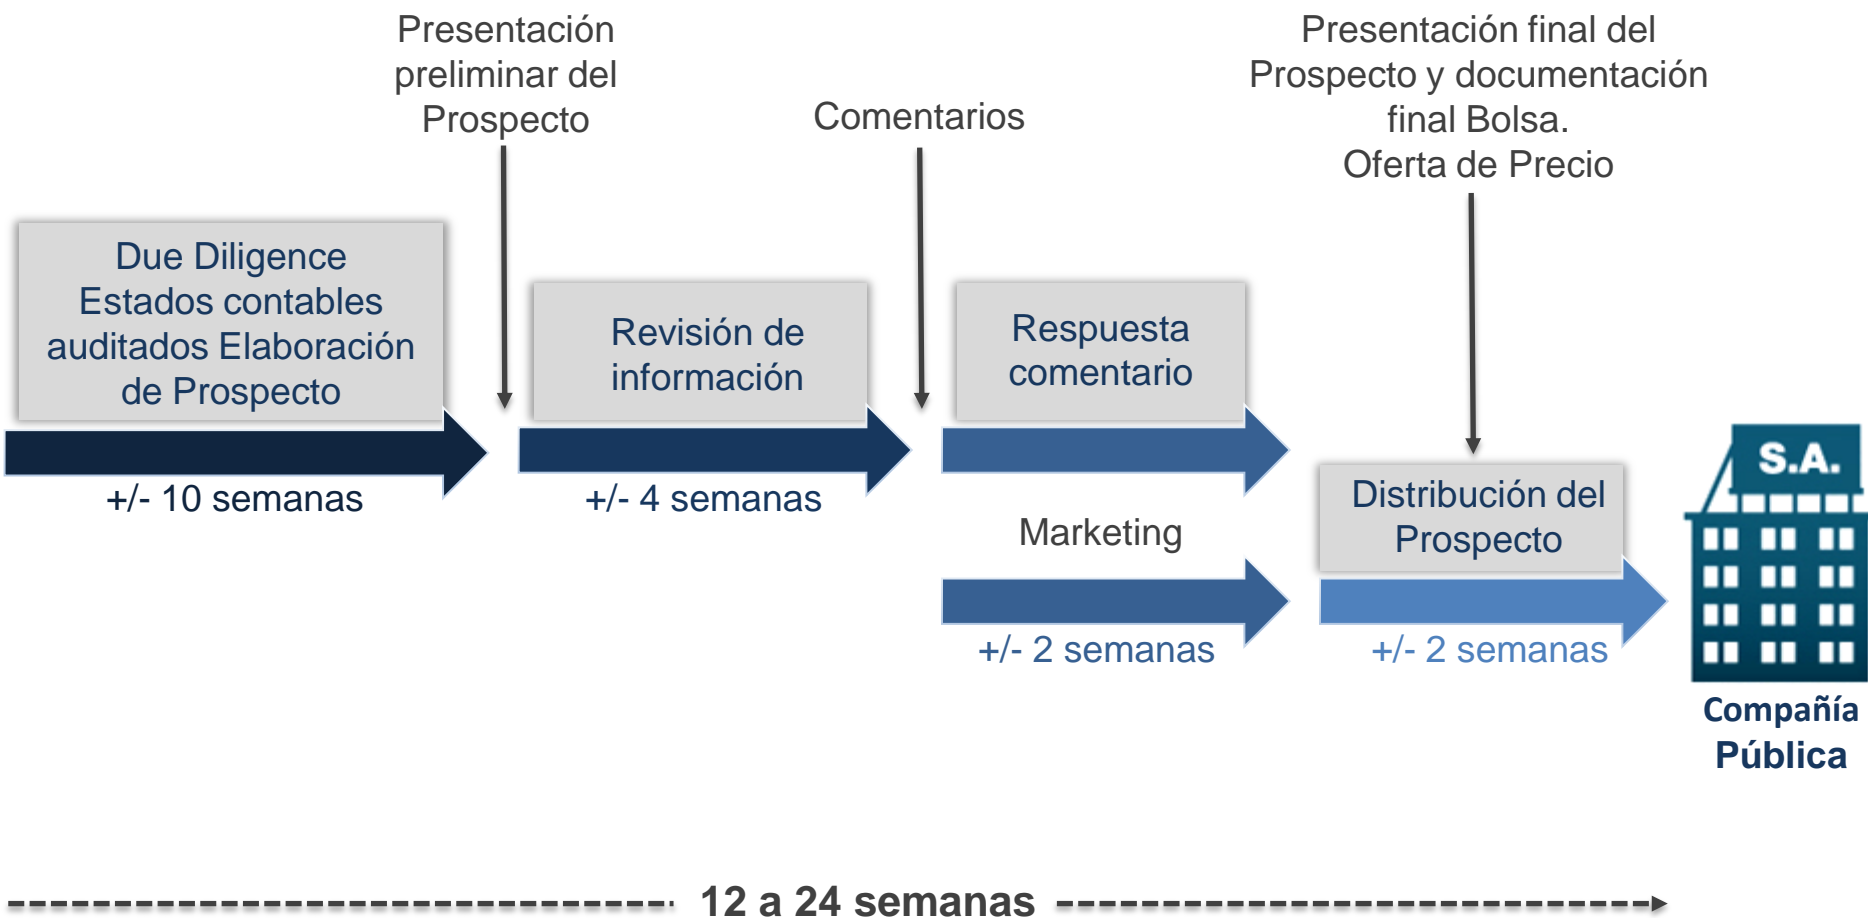 Presentación
preliminar del
Prospecto
Comentarios
Presentación final del
Prospecto y documentación
final Bolsa.
Oferta de Precio
Due Diligence
Estados contables
auditados Elaboración
de Prospecto
+/- 10 semanas
Revisión de
información
+/- 4 semanas
Respuesta
comentario
Marketing
+/- 2 semanas
Distribución del
Prospecto
+/- 2 semanas
S.A.
Compañía
Pública
12 a 24 semanas